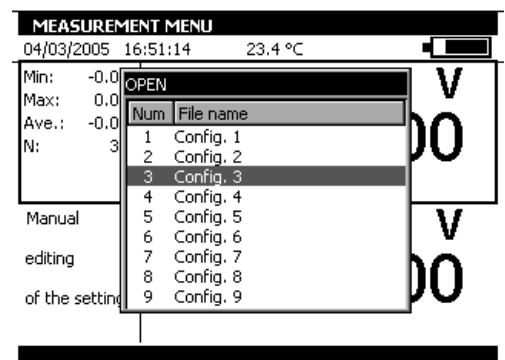 MEASUREMENT MENU
04/03/2005 16:51:14 23.4 °C
Min: -0.0
Max: 0.0
Ave.: -0.0
N: 3
V
00
OPEN
Num File name
1 Config. 1
2 Config. 2
3 Config. 3
4 Config. 4
5 Config. 5
6 Config. 6
7 Config. 7
8 Config. 8
9 Config. 9
Manual
editing
of the setting
V
00